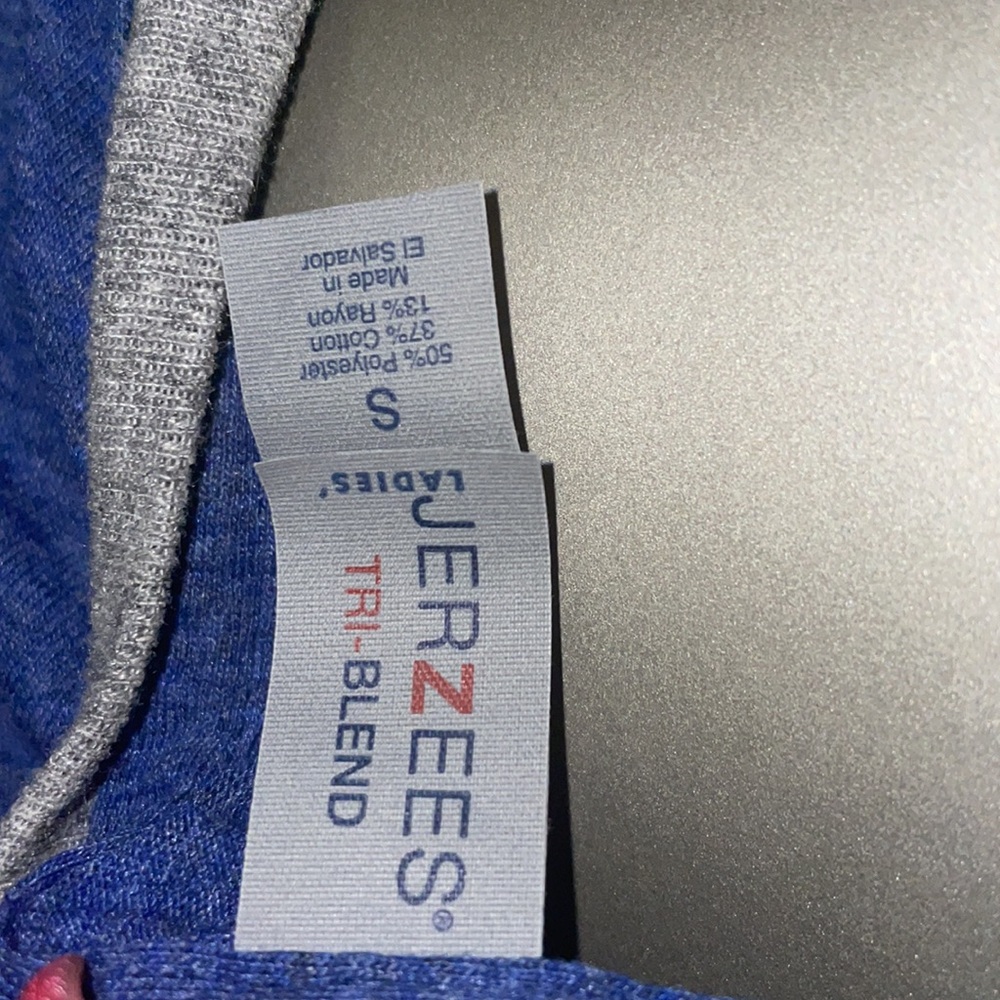 JERZEES®
TRI-BLEND
LADIES'
S
50% Polyester
37% Cotton
13% Rayon
Made in
El Salvador